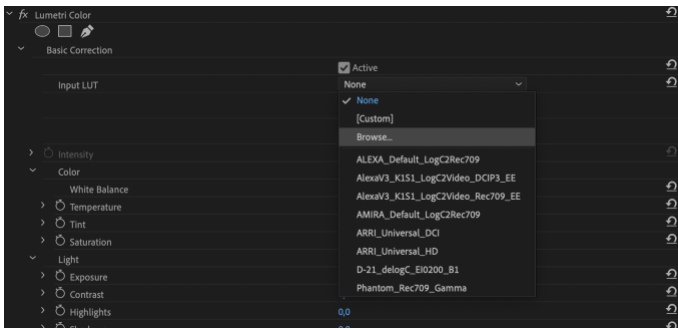 fx Lumetri Color
Basic Correction
Active
Input LUT
None
None
[Custom]
Browse...
ALEXA_Default_LogC2Rec709
AlexaV3_K1S1_LogC2Video_DCIP3_EE
AlexaV3_K1S1_LogC2Video_Rec709_EE
AMIRA_Default_LogC2Rec709
ARRI_Universal_DCI
ARRI_Universal_HD
D-21_delogC_EI0200_B1
Phantom_Rec709_Gamma
Intensity
Color
White Balance
Temperature
Tint
Saturation
Light
Exposure
Contrast
Highlights
0,0